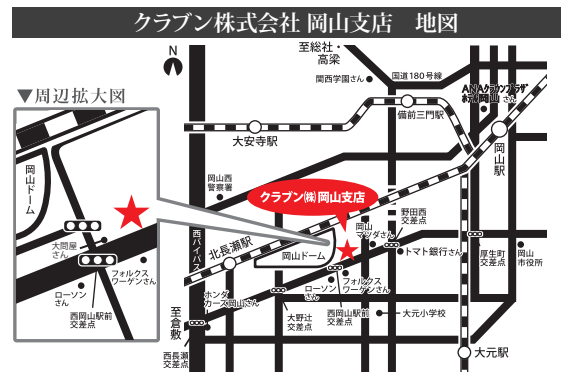 クラブン株式会社 岡山支店　地図
N
至総社・
高梁
関西学園さん
国道180号線
ANAクラウンプラザ
ホテル岡山さん
▼周辺拡大図
備前三門駅
大安寺駅
岡山駅
岡山ドーム
岡山西
警察署
クラブン㈱岡山支店
野田西
交差点
岡山
マツダさん
西バイパス
北長瀬駅
岡山ドーム
トマト銀行さん
厚生町
交差点
岡山
市役所
大問屋
さん
フォルクス
ワーゲンさん
ローソン
さん
フォルクス
ワーゲンさん
ローソン
さん
ホンダ
カーズ岡山さん
西岡山駅前
交差点
至倉敷
大野辻
交差点
西岡山駅前
交差点
大元小学校
西長瀬
交差点
大元駅